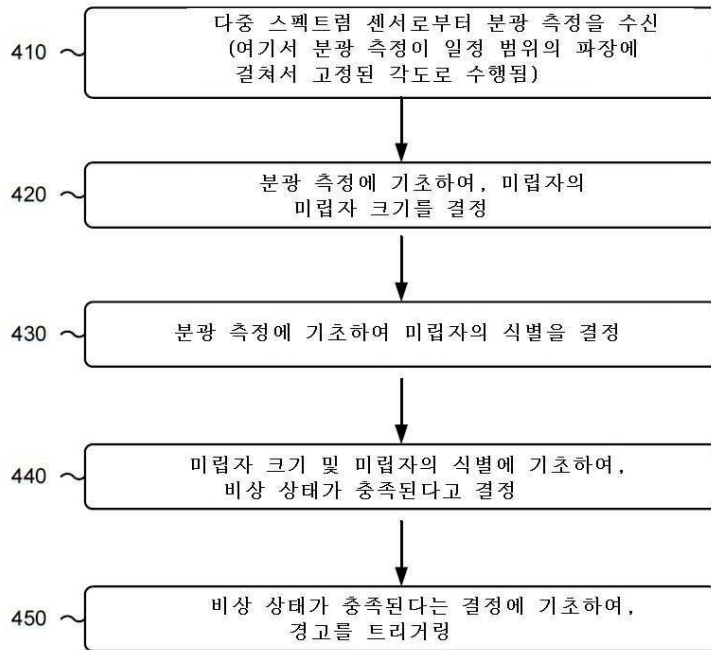 410
다중 스펙트럼 센서로부터 분광 측정을 수신
(여기서 분광 측정이 일정 범위의 파장에
걸쳐서 고정된 각도로 수행됨)
420
분광 측정에 기초하여, 미립자의
미립자 크기를 결정
430
분광 측정에 기초하여 미립자의 식별을 결정
440
미립자 크기 및 미립자의 식별에 기초하여,
비상 상태가 충족된다고 결정
450
비상 상태가 충족된다는 결정에 기초하여,
경고를 트리거링